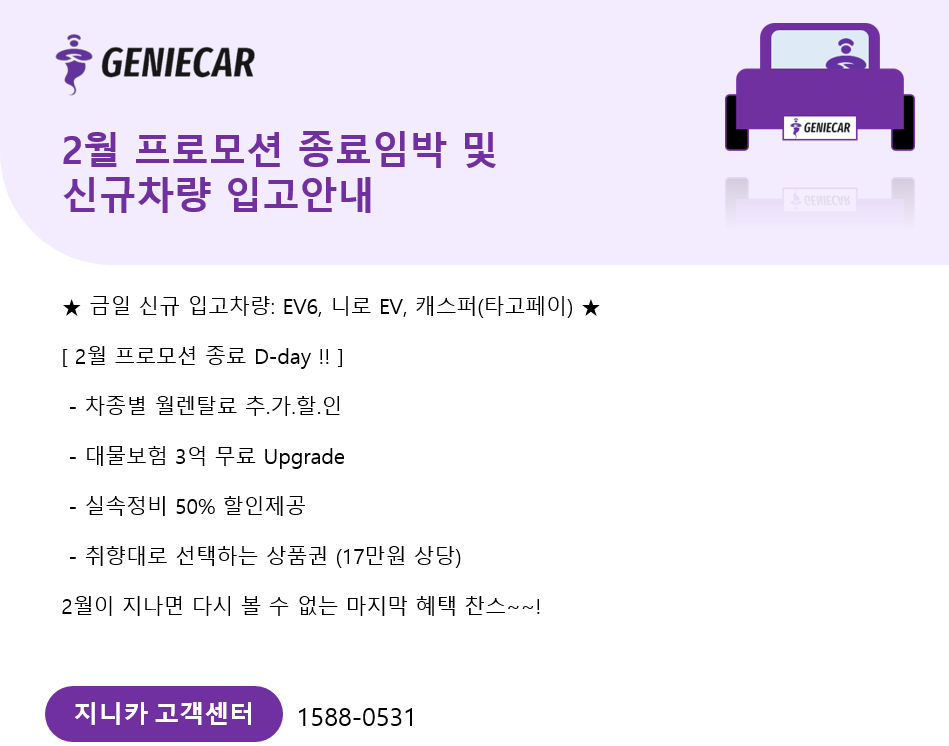 GENIECAR
GENIECAR
2월 프로모션 종료임박 및
신규차량 입고안내
★ 금일 신규 입고차량: EV6, 니로 EV, 캐스퍼(타고페이) ★
[ 2월 프로모션 종료 D-day !! ]
- 차종별 월렌탈료 추.가.할.인
- 대물보험 3억 무료 Upgrade
- 실속정비 50% 할인제공
- 취향대로 선택하는 상품권 (17만원 상당)
2월이 지나면 다시 볼 수 없는 마지막 혜택 찬스~~!
지니카 고객센터 1588-0531